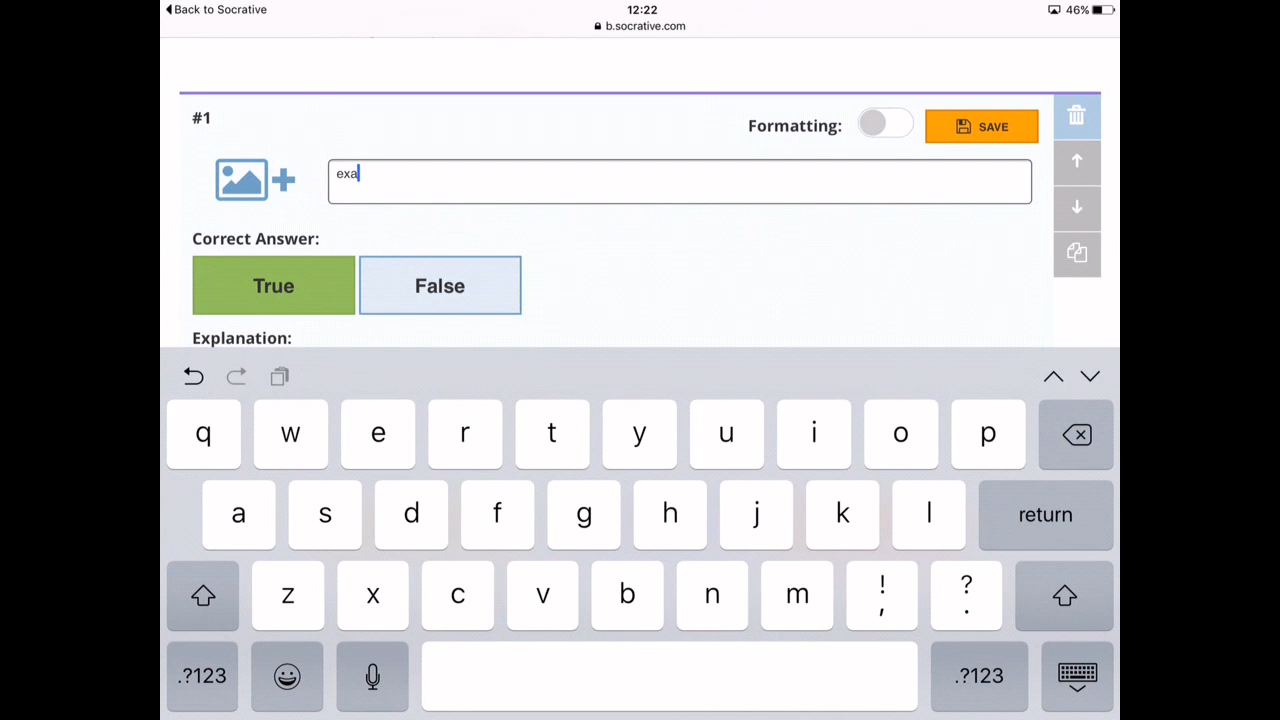 Back to Socrative 12:22 46%
b.socrative.com
#1 Formatting: SAVE
exa
Correct Answer:
True False
Explanation:
q w e r t y u i o p
a s d f g h j k l return
z x c v b n m ! , ? .
.?123 .?123